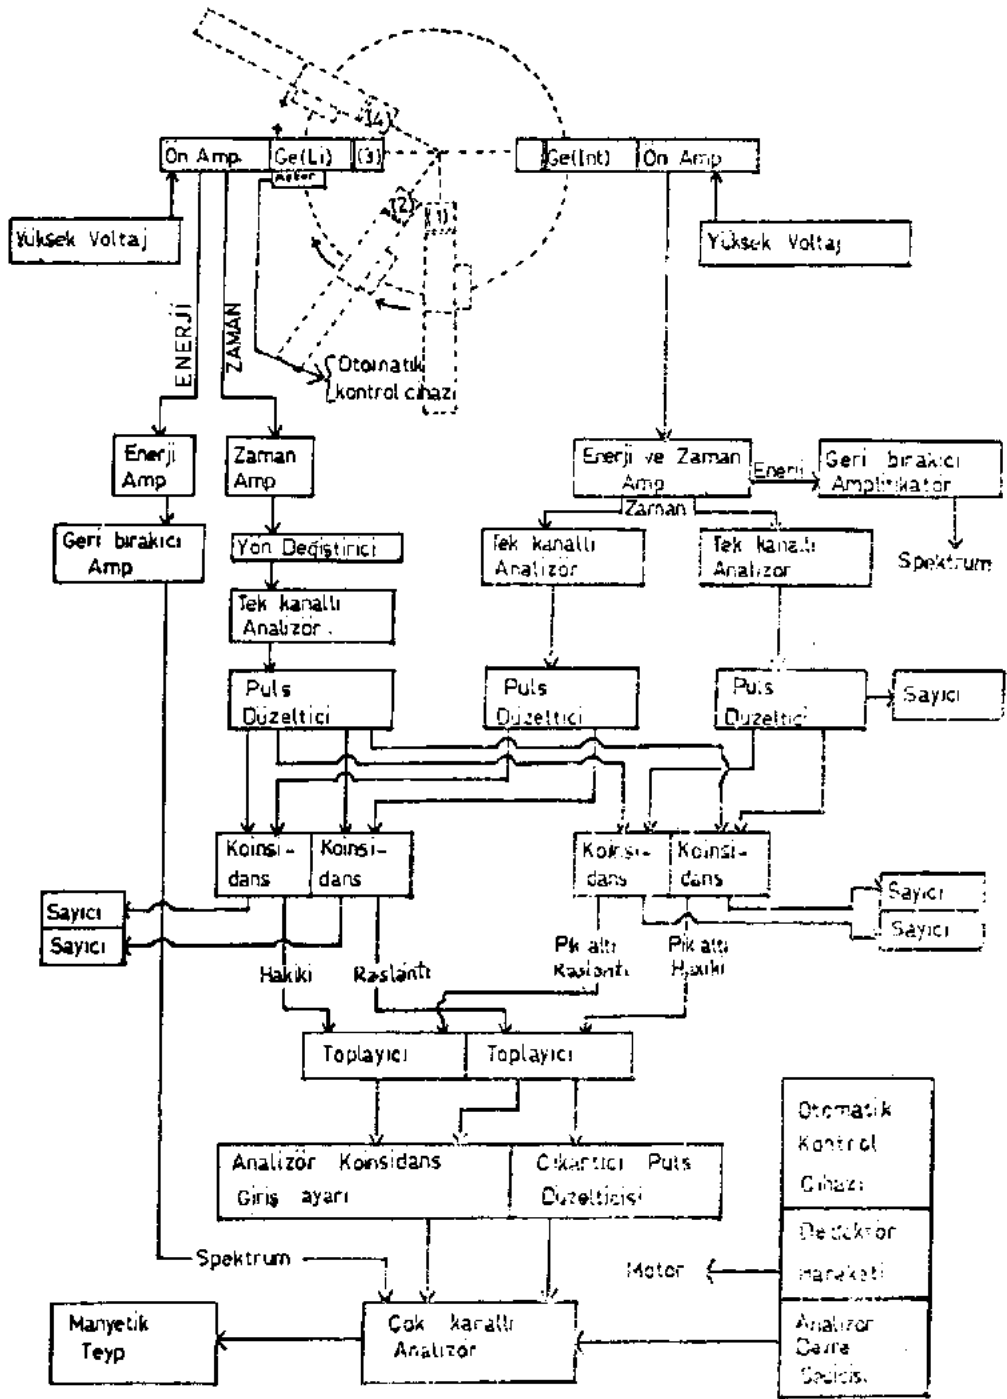 (4)
Ön Amp.
Ge(Li)
(3)
Motor
Ge(Int)
Ön Amp
(2)
(1)
Yüksek Voltaj
Yüksek Voltaj
ENERJİ
ZAMAN
Otomatik
kontrol cihazı
Enerji
Amp
Zaman
Amp
Enerji ve Zaman
Amp
Enerji
Geri bırakıcı
Amplifikatör
Zaman
Geri bırakıcı
Amp
Yön Değiştirici
Tek kanallı
Analizör
Tek kanallı
Analizör
Spektrum
Tek kanallı
Analizör.
Puls
Düzeltici
Puls
Düzeltici
Puls
Düzeltici
Sayıcı
Koinsi-
dans
Koinsi-
dans
Koinsi-
dans
Koinsi-
dans
Sayıcı
Sayıcı
Sayıcı
Sayıcı
Hakiki
Raslantı
Pik altı
Raslantı
Pik altı
Hakiki
Toplayıcı
Toplayıcı
Analizör Koinsidans
Giriş ayarı
Çıkartıcı Puls
Düzelticisi
Otomatik
Kontrol
Cihazı
Dedektör
Hareketi
Analizör
Spektrum
Motor
Manyetik
Teyp
Çok kanallı
Analizör